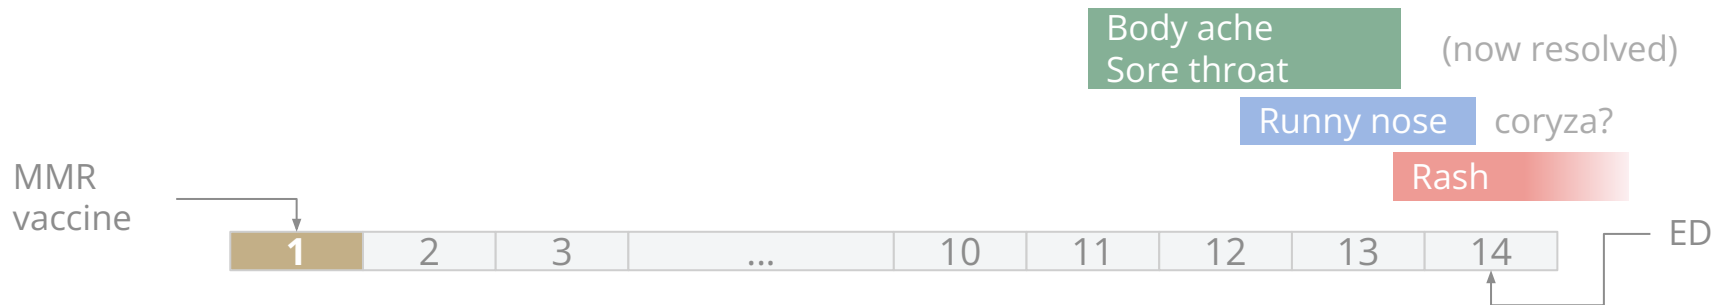 Body ache
Sore throat
(now resolved)
Runny nose
coryza?
Rash
MMR
vaccine
1 2 3 ... 10 11 12 13 14
ED